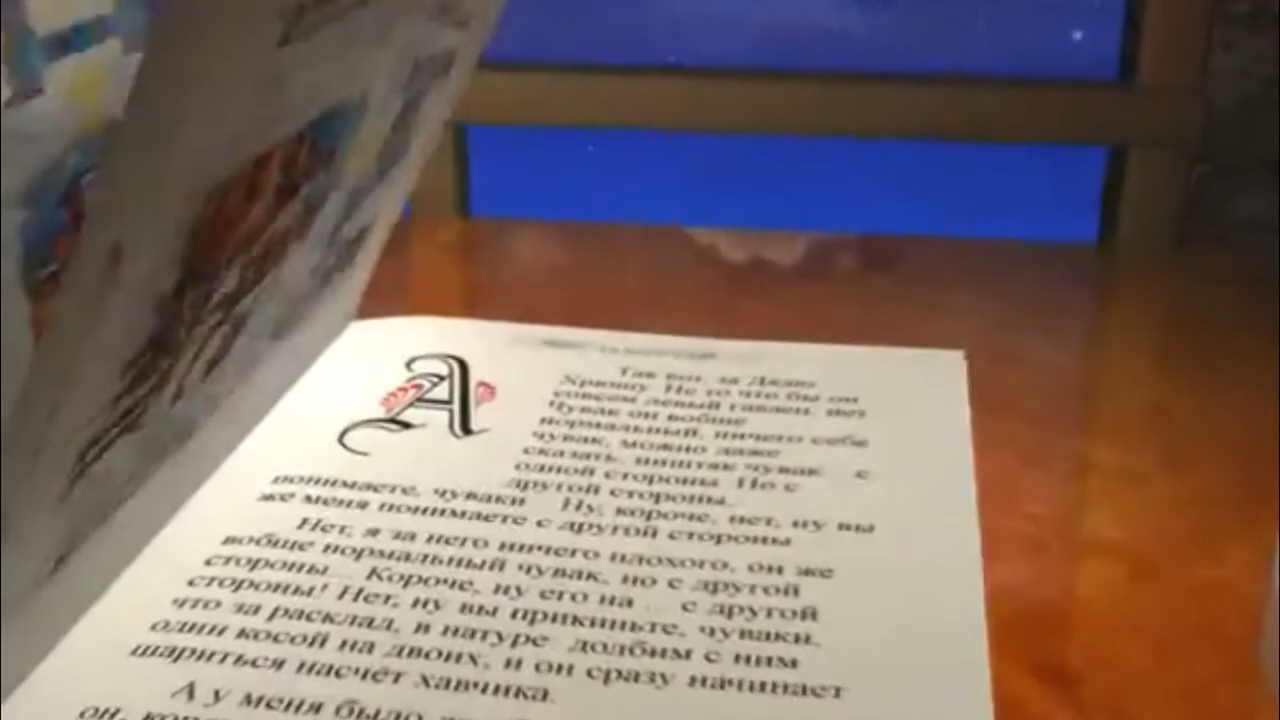 А
Так вот, за Дядю
Хрюшу. Не то что бы он
совсем левый гавзен, нет
Чувак он вобще
нормальный, ничего себе
чувак, можно даже
сказать, ништяк чувак с
одной стороны. Но с
другой стороны...
понимаете, чуваки Ну, короче, нет, ну вы
же меня понимаете с другой стороны
Нет, я за него ничего плохого, он же
вобще нормальный чувак, но с другой
стороны... Короче, ну его на... с другой
стороны! Нет, ну вы прикиньте, чуваки,
что за расклад, в натуре: долбим с ним
один косой на двоих, и он сразу начинает
шариться насчёт хавчика.
А у меня было
он,